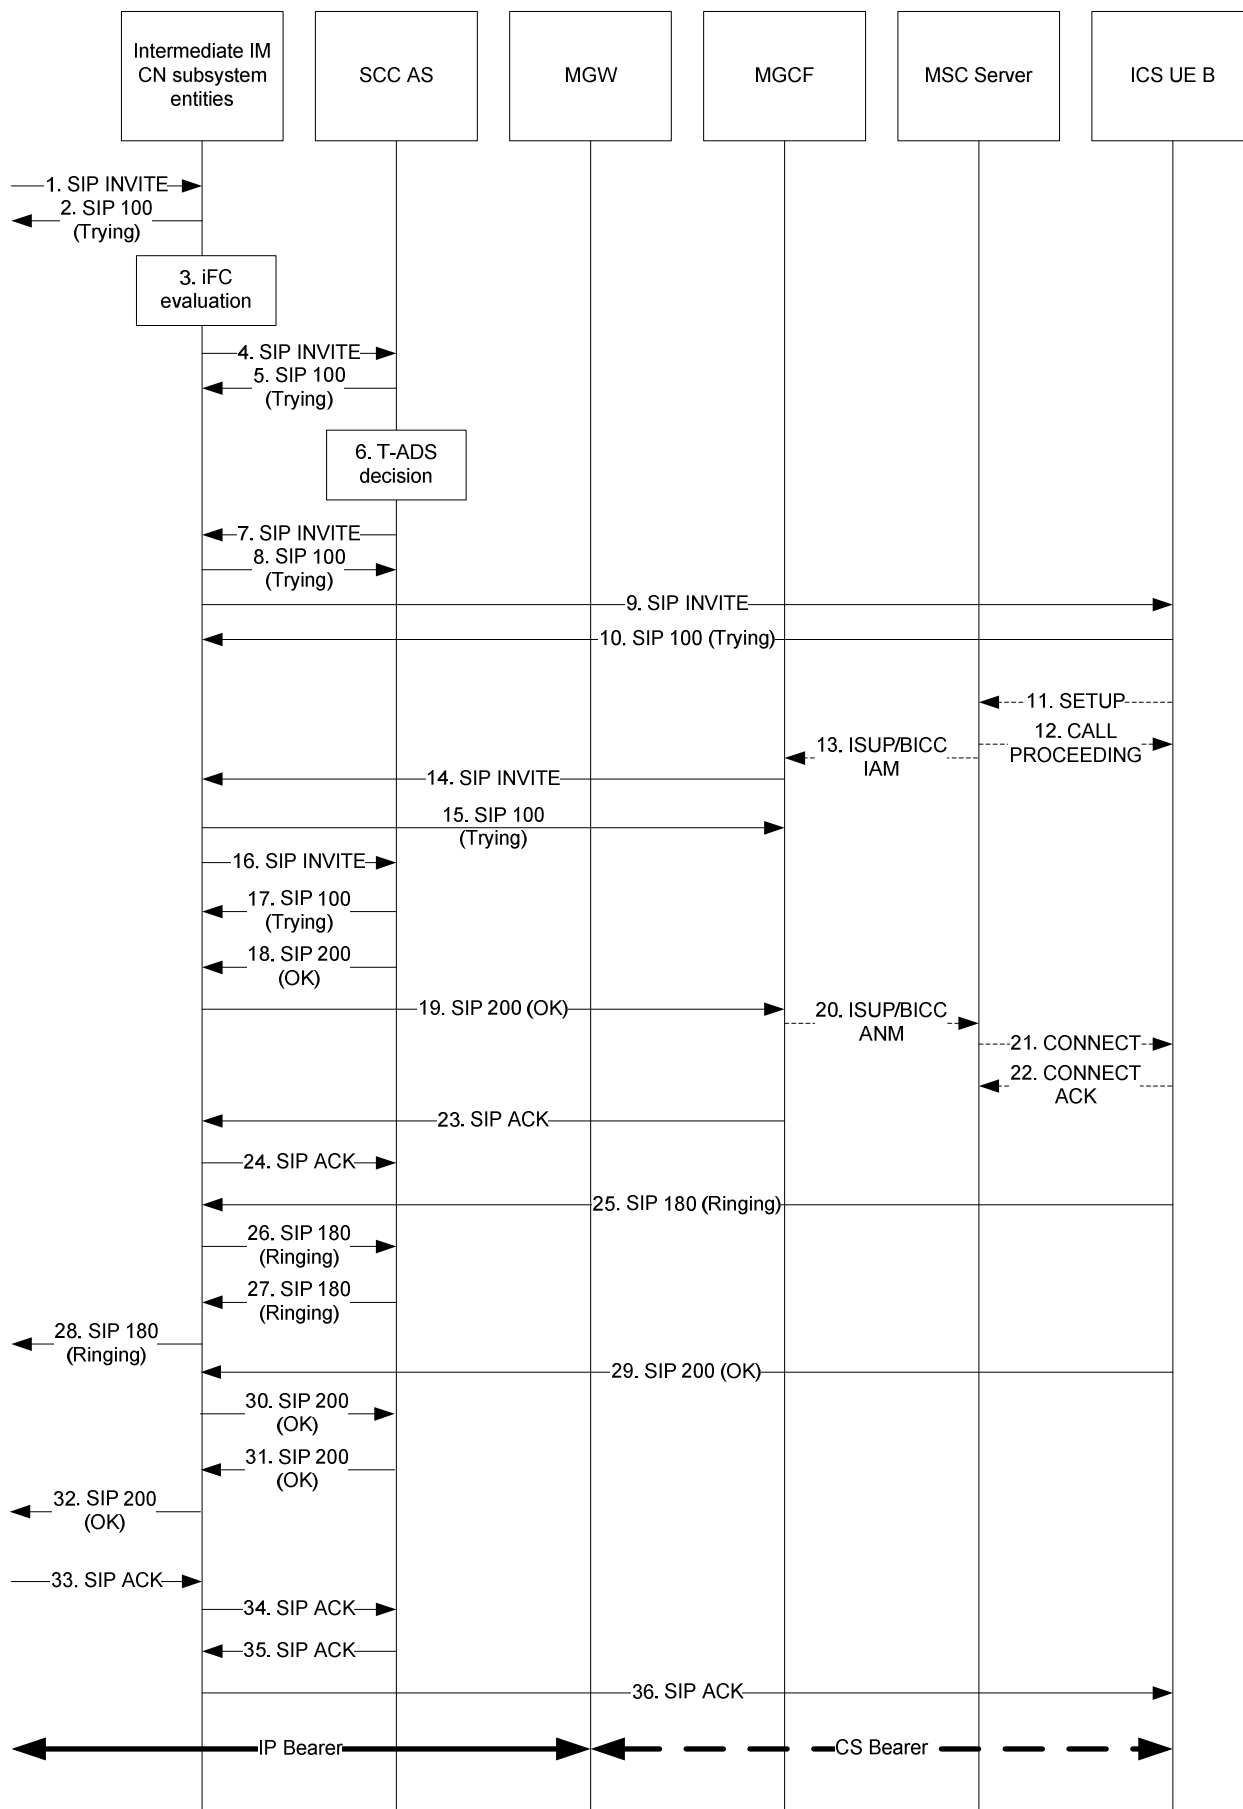 Intermediate IM
CN subsystem
entities
SCC AS
MGW
MGCF
MSC Server
ICS UE B
1. SIP INVITE
2. SIP 100
(Trying)
3. iFC
evaluation
4. SIP INVITE
5. SIP 100
(Trying)
6. T-ADS
decision
7. SIP INVITE
8. SIP 100
(Trying)
9. SIP INVITE
10. SIP 100 (Trying)
11. SETUP
12. CALL
PROCEEDING
13. ISUP/BICC
IAM
14. SIP INVITE
15. SIP 100
(Trying)
16. SIP INVITE
17. SIP 100
(Trying)
18. SIP 200
(OK)
19. SIP 200 (OK)
20. ISUP/BICC
ANM
21. CONNECT
22. CONNECT
ACK
23. SIP ACK
24. SIP ACK
25. SIP 180 (Ringing)
26. SIP 180
(Ringing)
27. SIP 180
(Ringing)
28. SIP 180
(Ringing)
29. SIP 200 (OK)
30. SIP 200
(OK)
31. SIP 200
(OK)
32. SIP 200
(OK)
33. SIP ACK
34. SIP ACK
35. SIP ACK
36. SIP ACK
IP Bearer
CS Bearer